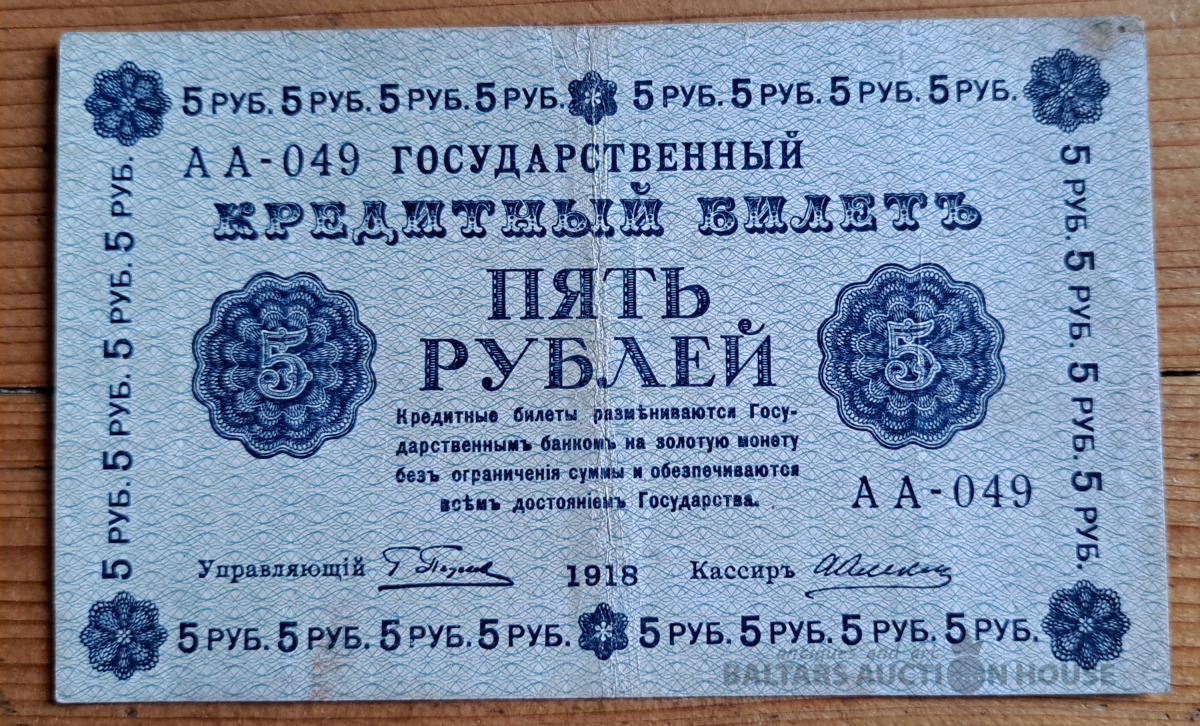 5 РУБ. 5 РУБ. 5 РУБ. 5 РУБ. 5 РУБ. 5 РУБ. 5 РУБ. 5 РУБ.
АА-049 ГОСУДАРСТВЕННЫЙ
КРЕДИТНЫЙ БИЛЕТЪ
ПЯТЬ
РУБЛЕЙ
5
5
Кредитные билеты размѣниваются Госу-
дарственнымъ банкомъ на золотую монету
безъ ограниченія суммы и обезпечиваются
всѣмъ достояніемъ Государства.
АА-049
Управляющій
1918
Кассиръ
5 РУБ. 5 РУБ. 5 РУБ. 5 РУБ. 5 РУБ. 5 РУБ. 5 РУБ. 5 РУБ.
5 РУБ. 5 РУБ. 5 РУБ. 5 РУБ.
5 РУБ. 5 РУБ. 5 РУБ. 5 РУБ.
antique and art
BALTARS AUCTION HOUSE